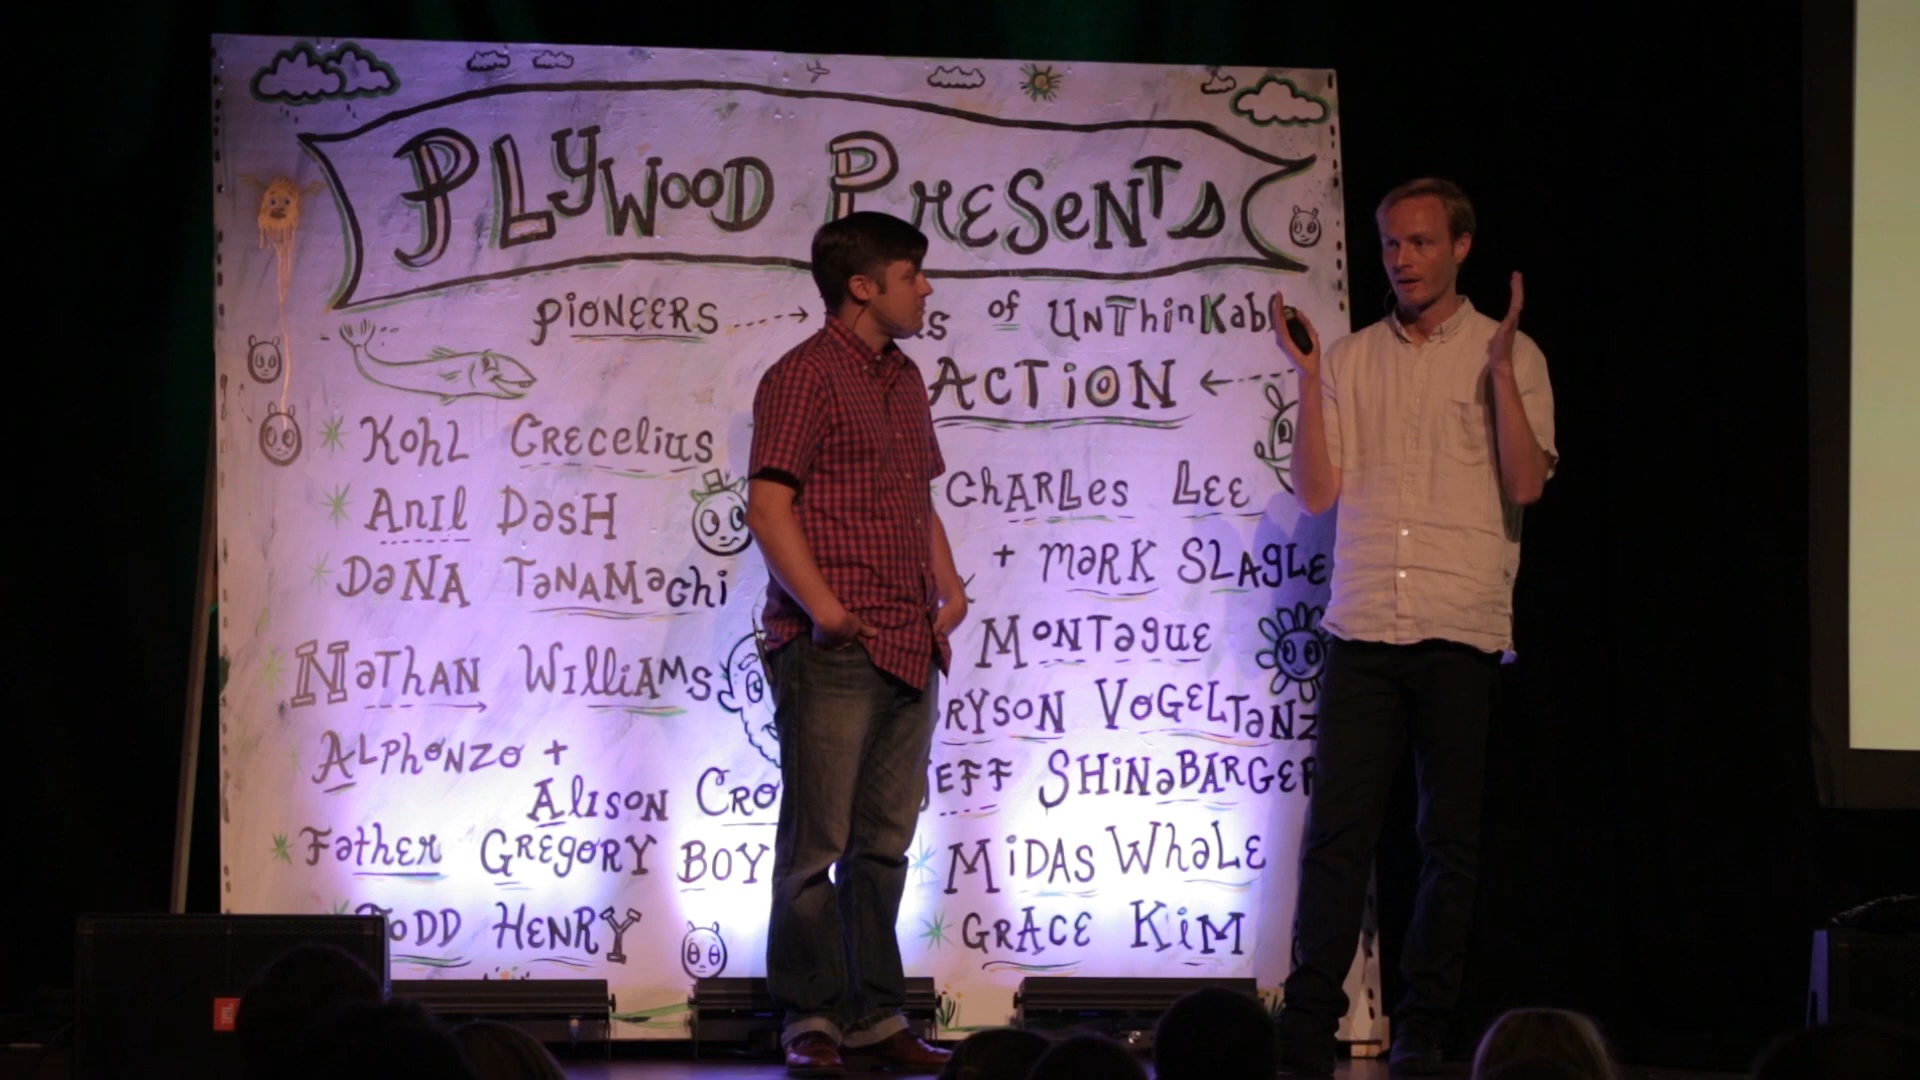 PLYWOOD PRESENTS
PIONEERS of UNTHINKabl
ACTION
KOHL CRECELIUS
ANIL DASH
DANA TANAMACHI
NATHAN WILLIAMS
ALPHONZO +
ALISON CRO
FATHER GREGORY BOY
TODD HENRY
CHARLES LEE
+ MARK SLAGLE
MONTAGUE
RYSON VOGELTANZ
JEFF SHINABARGER
MIDAS WHALE
GRACE KIM